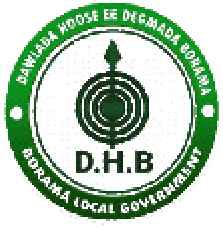 DAWLADA HOOSE EE DEGMADA BORAMA
D.H.B
BORAMA LOCAL GOVERNMENT